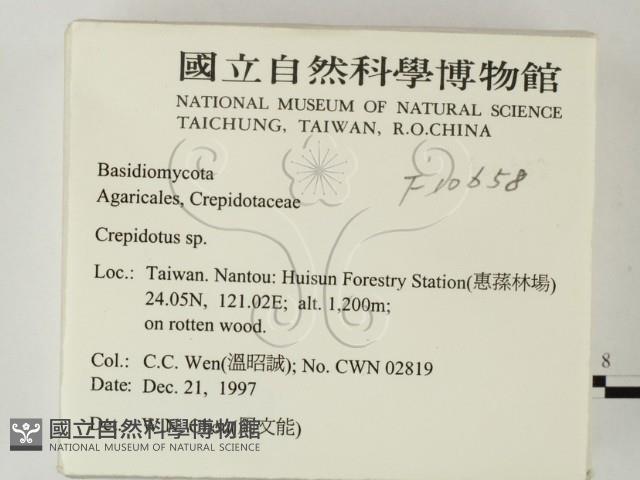 國立自然科學博物館
NATIONAL MUSEUM OF NATURAL SCIENCE
TAICHUNG, TAIWAN, R.O.CHINA
Basidiomycota
F10658
Agaricales, Crepidotaceae
Crepidotus sp.
Loc.: Taiwan. Nantou: Huisun Forestry Station(惠蓀林場)
24.05N, 121.02E; alt. 1,200m;
on rotten wood.
8
Col.: C.C. Wen(溫昭誠); No. CWN 02819
Date: Dec. 21, 1997
文能)
國立自然科學博物館
NATIONAL MUSEUM OF NATURAL SCIENCE